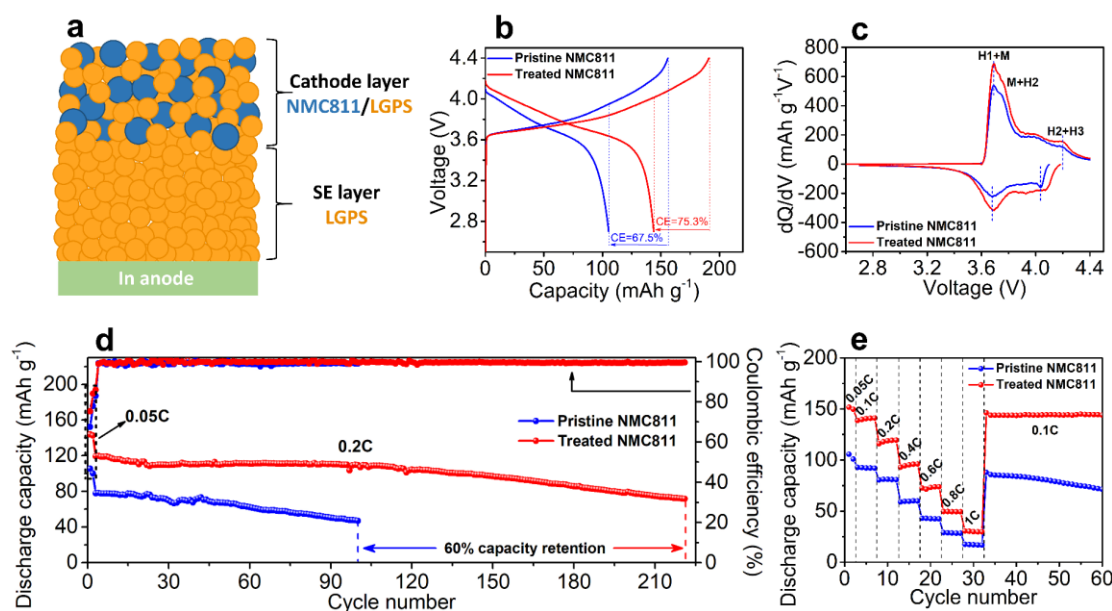 a
Cathode layer
NMC811/LGPS
SE layer
LGPS
In anode
b
Pristine NMC811
Treated NMC811
4.4
4.0
3.6
3.2
2.8
Voltage (V)
CE=75.3%
CE=67.5%
0 50 100 150 200
Capacity (mAh g⁻¹)
c
800
600
400
200
0
-200
-400
-600
dQ/dV (mAh g⁻¹V⁻¹)
H1+M
M+H2
H2+H3
Pristine NMC811
Treated NMC811
2.8 3.2 3.6 4.0 4.4
Voltage (V)
d
200
160
120
80
40
0
Discharge capacity (mAh g⁻¹)
0.05C
0.2C
Pristine NMC811
Treated NMC811
60% capacity retention
100
80
60
40
20
0
Coulombic efficiency (%)
0 30 60 90 120 150 180 210
Cycle number
e
200
150
100
50
0
Discharge capacity (mAh g⁻¹)
Pristine NMC811
Treated NMC811
0.05C
0.1C
0.2C
0.4C
0.6C
0.8C
1C
0.1C
0 10 20 30 40 50 60
Cycle number